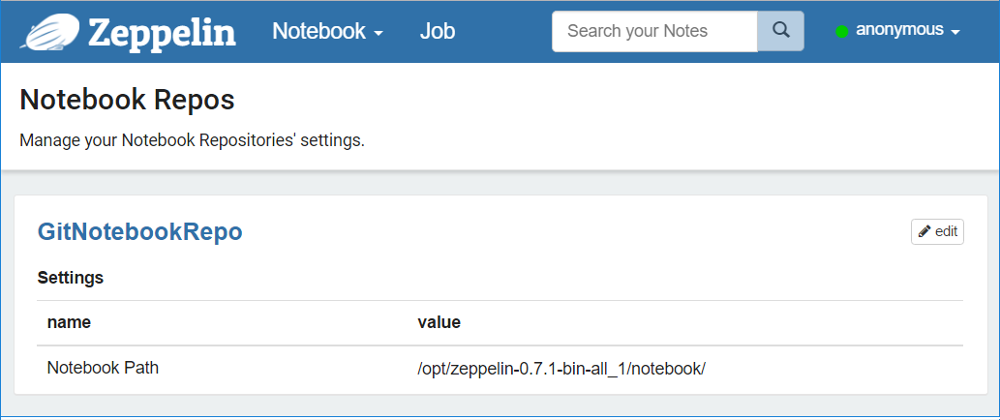 Zeppelin Notebook Job Search your Notes anonymous
Notebook Repos
Manage your Notebook Repositories' settings.
GitNotebookRepo edit
Settings
name value
Notebook Path /opt/zeppelin-0.7.1-bin-all_1/notebook/